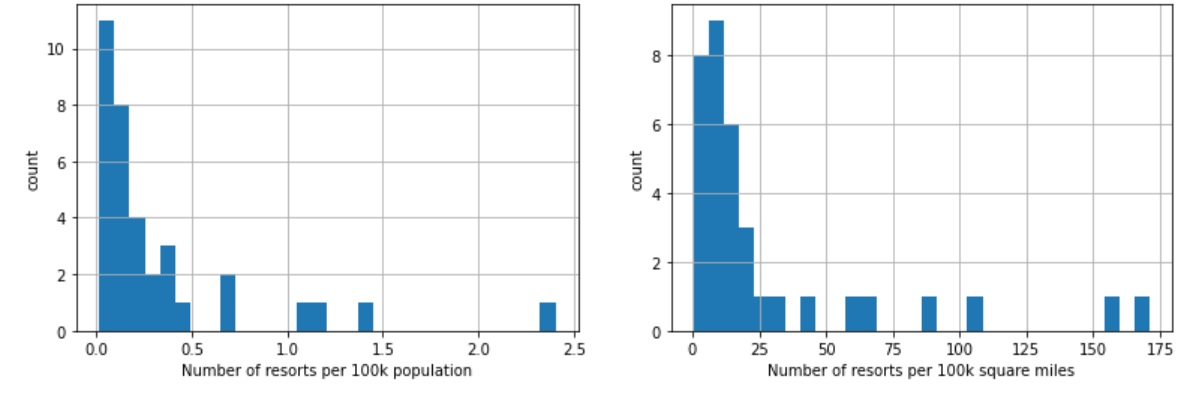 10
8
6
4
2
0
count
0.0 0.5 1.0 1.5 2.0 2.5
Number of resorts per 100k population
8
6
4
2
0
count
0 25 50 75 100 125 150 175
Number of resorts per 100k square miles